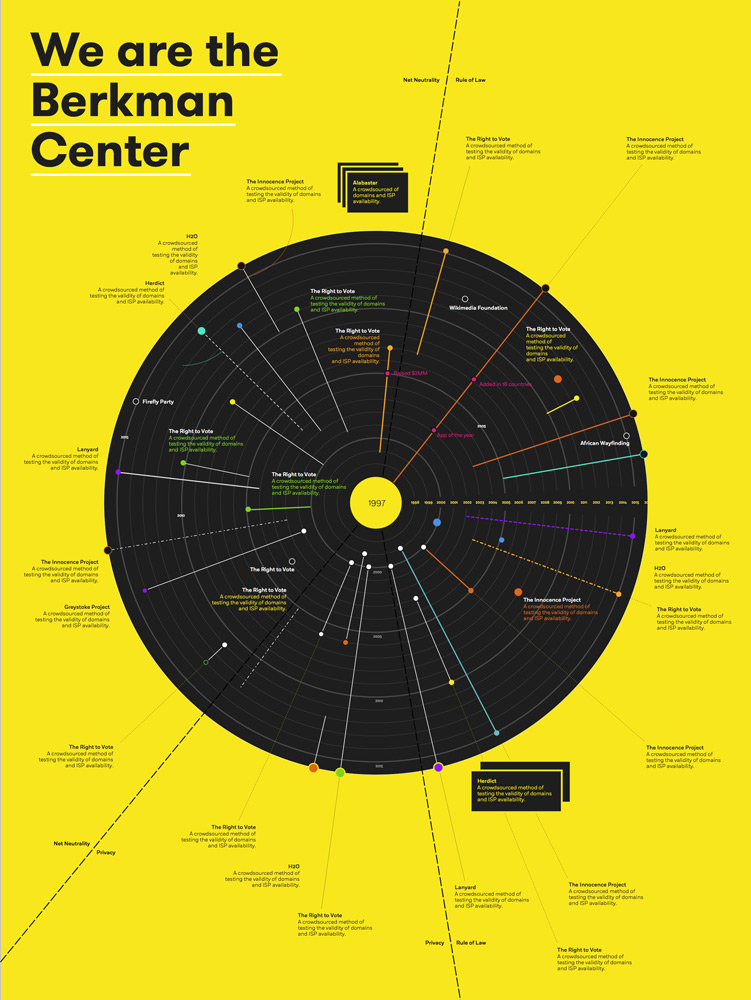 We are the
Berkman
Center
Net Neutrality
Rule of Law
The Right to Vote
A crowdsourced method of
testing the validity of domains
and ISP availability.
The Innocence Project
A crowdsourced method of
testing the validity of domains
and ISP availability.
The Innocence Project
A crowdsourced method of
testing the validity of domains
and ISP availability.
Alabaster
A crowdsourced of
domains and ISP
availability.
H2O
A crowdsourced
method of
testing the validity
of domains
and ISP
availability.
Herdict
A crowdsourced method of
testing the validity of domains
and ISP availability.
The Right to Vote
A crowdsourced method of
testing the validity of domains
and ISP availability.
Wikimedia Foundation
The Right to Vote
A crowdsourced
method of
testing the validity of
domains
and ISP availability.
The Right to Vote
A crowdsourced
method of
testing the validity of
domains
and ISP availability.
Raised $2MM
Added in 18 countries
App of the year
The Innocence Project
A crowdsourced method of
testing the validity of domains
and ISP availability.
Firefly Party
African Wayfinding
The Right to Vote
A crowdsourced method of
testing the validity of domains
and ISP availability.
Lanyard
A crowdsourced method of
testing the validity of domains
and ISP availability.
The Right to Vote
A crowdsourced method of
testing the validity of domains
and ISP availability.
1997
1998 1999 2000 2001 2002 2003 2004 2005 2006 2007 2008 2009 2010 2011 2012 2013 2014 2015
2015
2010
Lanyard
A crowdsourced method of
testing the validity of domains
and ISP availability.
The Innocence Project
A crowdsourced method of
testing the validity of domains
and ISP availability.
The Right to Vote
H2O
A crowdsourced method of
testing the validity of domains
and ISP availability.
The Right to Vote
A crowdsourced method of
testing the validity of domains
and ISP availability.
The Innocence Project
A crowdsourced method of
testing the validity of domains
and ISP availability.
Greystoke Project
A crowdsourced method of
testing the validity of domains
and ISP availability.
The Right to Vote
A crowdsourced method of
testing the validity of domains
and ISP availability.
2010
2015
The Right to Vote
A crowdsourced method of
testing the validity of domains
and ISP availability.
The Innocence Project
A crowdsourced method of
testing the validity of domains
and ISP availability.
Herdict
A crowdsourced method of
testing the validity of domains
and ISP availability.
The Right to Vote
A crowdsourced method of
testing the validity of domains
and ISP availability.
Net Neutrality
Privacy
H2O
A crowdsourced method of
testing the validity of domains
and ISP availability.
Lanyard
A crowdsourced method of
testing the validity of domains
and ISP availability.
The Innocence Project
A crowdsourced method of
testing the validity of domains
and ISP availability.
The Right to Vote
A crowdsourced method of
testing the validity of domains
and ISP availability.
Privacy
Rule of Law
The Right to Vote
A crowdsourced method of
testing the validity of domains
and ISP availability.